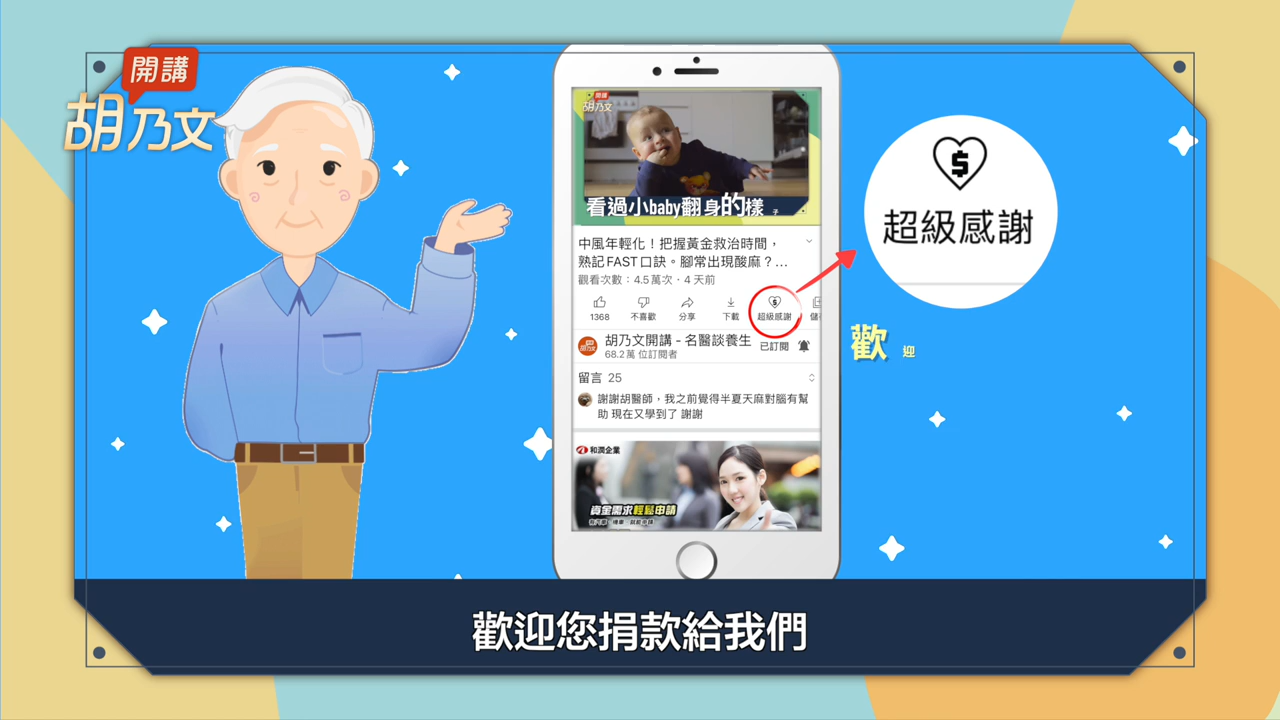 開講
胡乃文
開講
胡乃文
看過小baby翻身的樣
子
中風年輕化！把握黃金救治時間，
熟記FAST口訣。腳常出現酸麻？...
觀看次數：4.5 萬次・4 天前
1368
不喜歡
分享
下載
超級感謝
儲
胡乃文開講 - 名醫談養生
68.2萬 位訂閱者
已訂閱
留言 25
謝謝胡醫師，我之前覺得半夏天麻對腦有幫
助 現在又學到了 謝謝
和潤企業
資金需求輕鬆申請
超級感謝
歡 迎
歡迎您捐款給我們